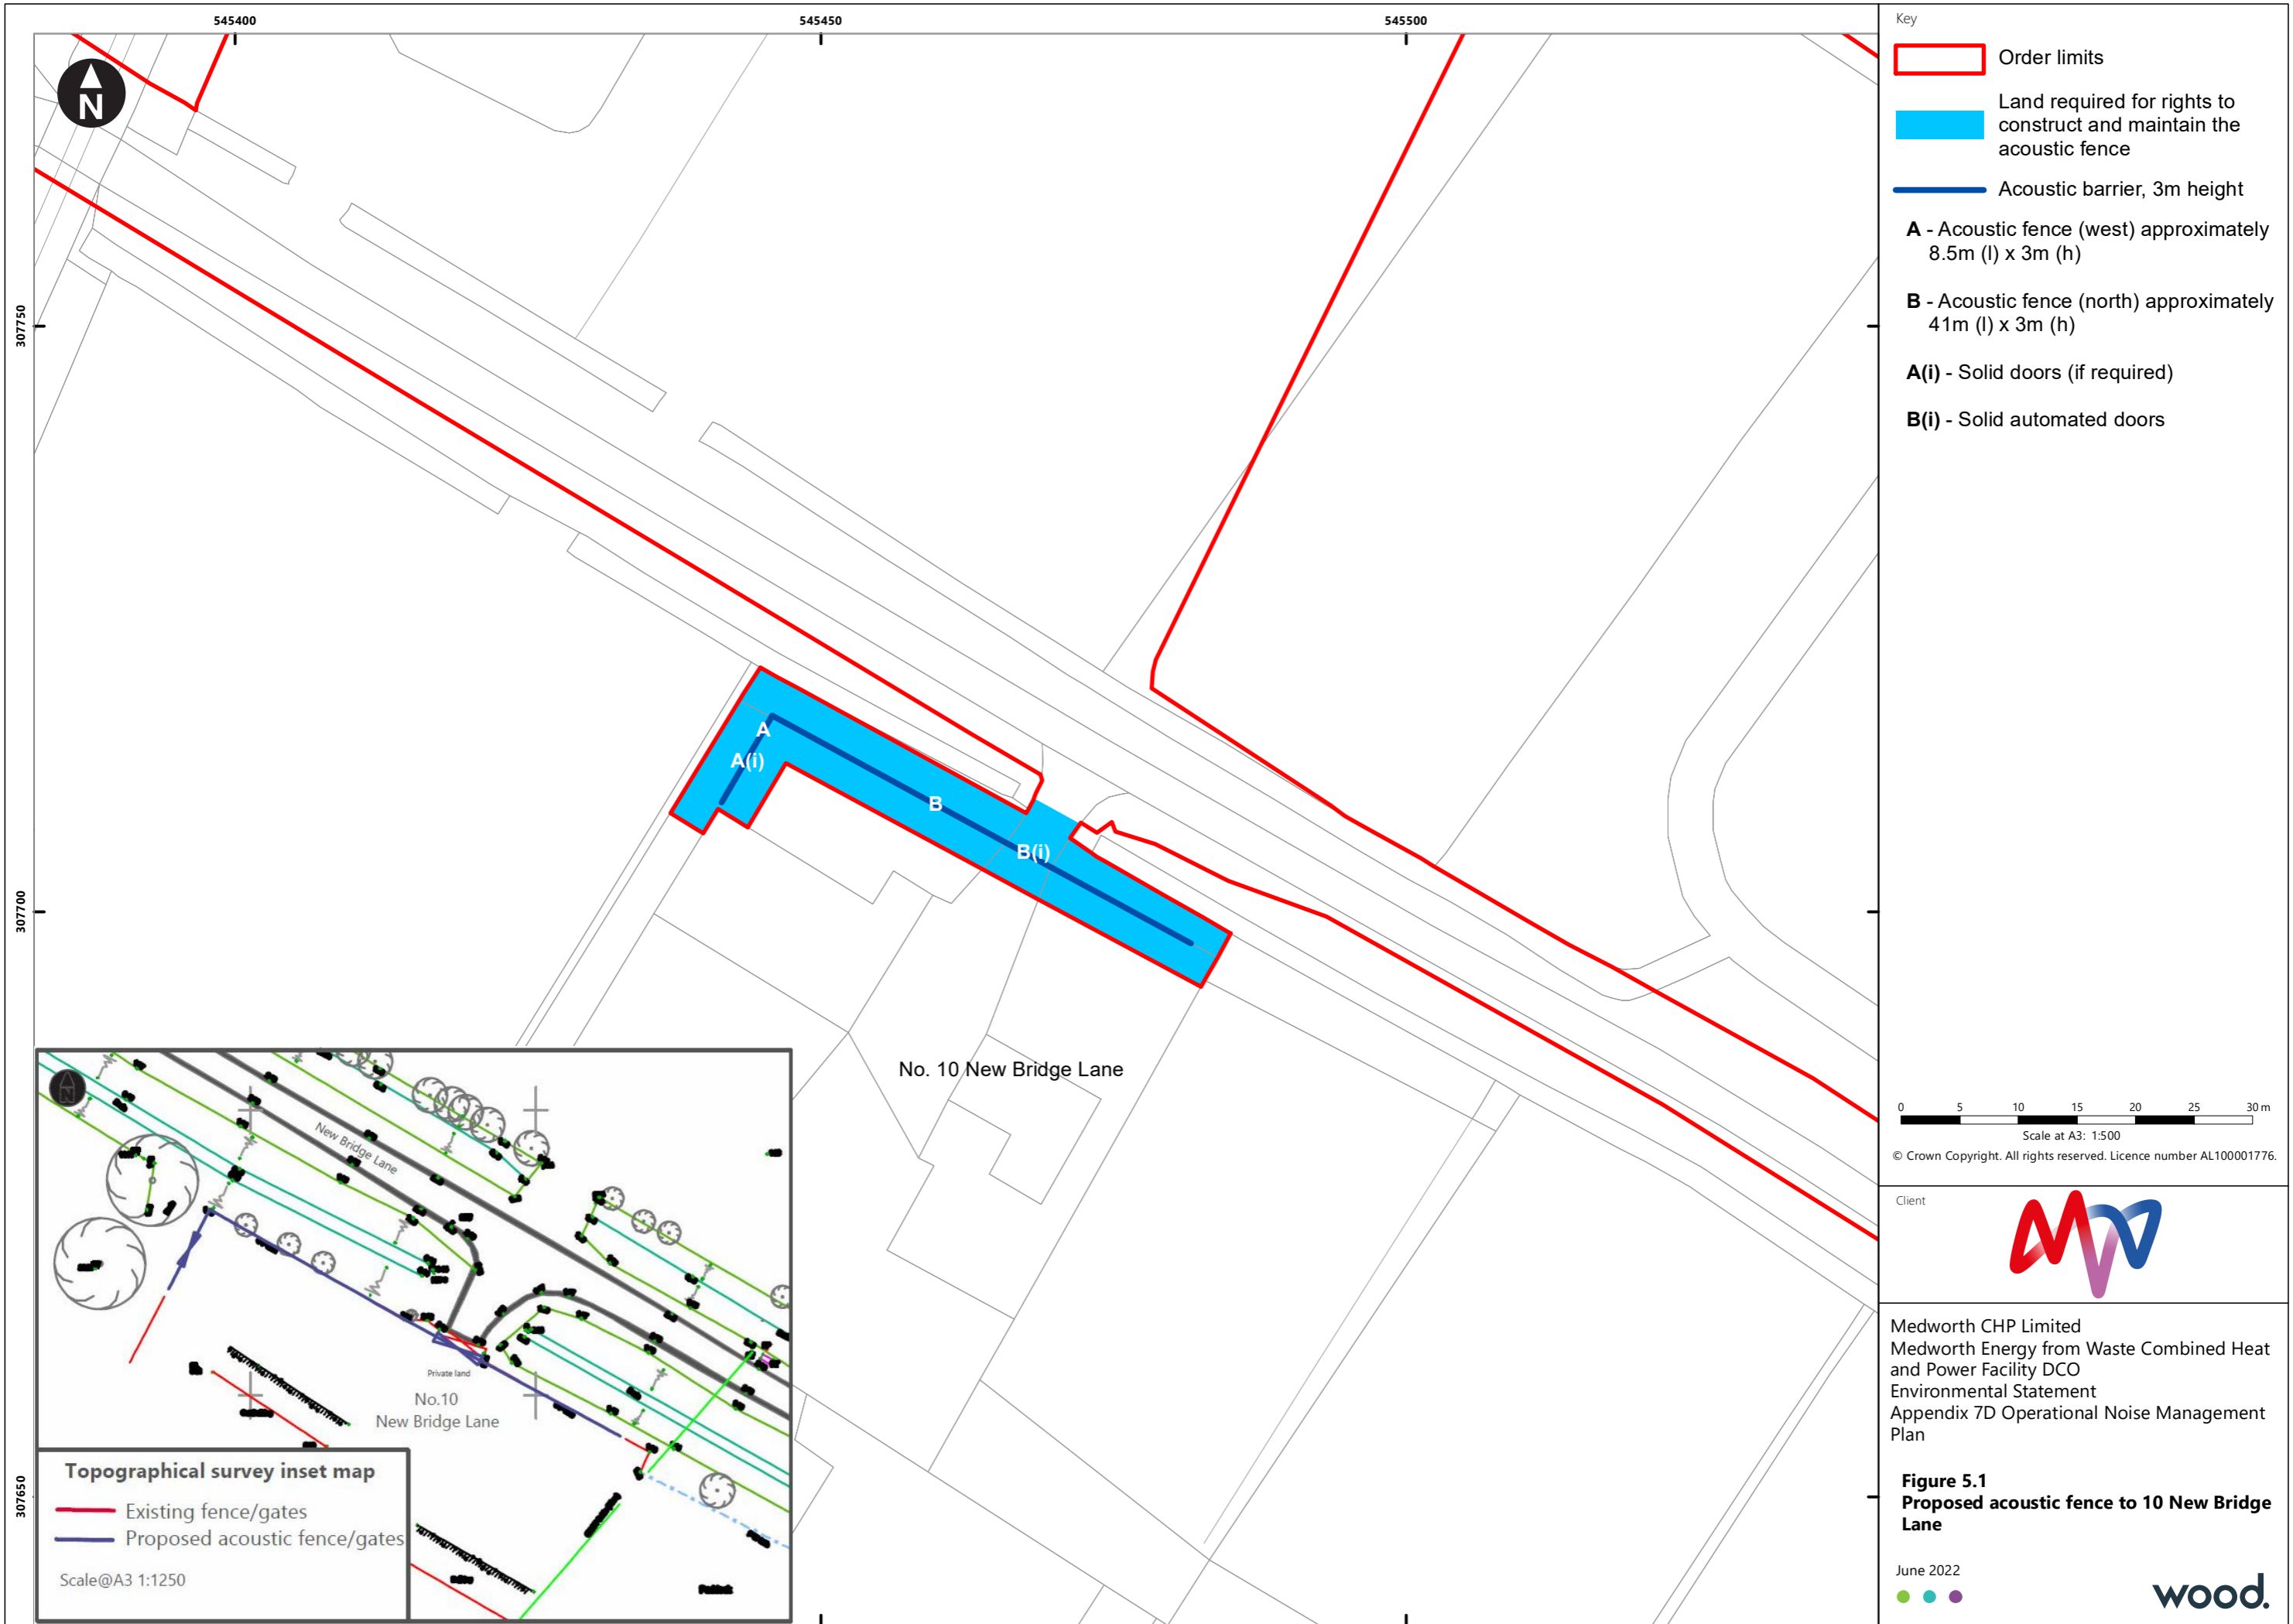 545400
545450
545500
307750
307700
307650
N
A
A(i)
B
B(i)
No. 10 New Bridge Lane
New Bridge Lane
Private land
No.10
New Bridge Lane
Topographical survey inset map
Existing fence/gates
Proposed acoustic fence/gates
Scale@A3 1:1250
Key
Order limits
Land required for rights to
construct and maintain the
acoustic fence
Acoustic barrier, 3m height
A - Acoustic fence (west) approximately
8.5m (l) x 3m (h)
B - Acoustic fence (north) approximately
41m (l) x 3m (h)
A(i) - Solid doors (if required)
B(i) - Solid automated doors
0 5 10 15 20 25 30 m
Scale at A3: 1:500
© Crown Copyright. All rights reserved. Licence number AL100001776.
Client
Medworth CHP Limited
Medworth Energy from Waste Combined Heat
and Power Facility DCO
Environmental Statement
Appendix 7D Operational Noise Management
Plan
Figure 5.1
Proposed acoustic fence to 10 New Bridge
Lane
June 2022
wood.